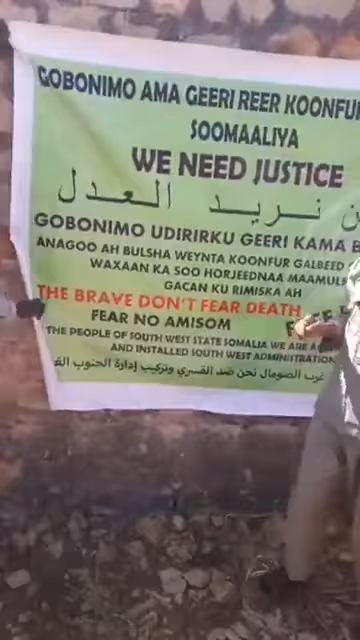 GOBONIMO AMA GEERI REER KOONFUR
SOOMAALIYA
WE NEED JUSTICE
نريد العدل
GOBONIMO UDIRIRKU GEERI KAMA
ANAGOO AH BULSHA WEYNTA KOONFUR GALBEED
WAXAAN KA SOO HORJEEDNAA
GACAN KU RIMISKA AH
THE BRAVE DON'T FEAR DEATH
FEAR NO AMISOM
THE PEOPLE OF SOUTH WEST STATE SOMALIA WE ARE
AND INSTALLED SOUTH WEST ADMINISTRATION
غرب الصومال نحن ضد القسري وتركيب إدارة الجنوب